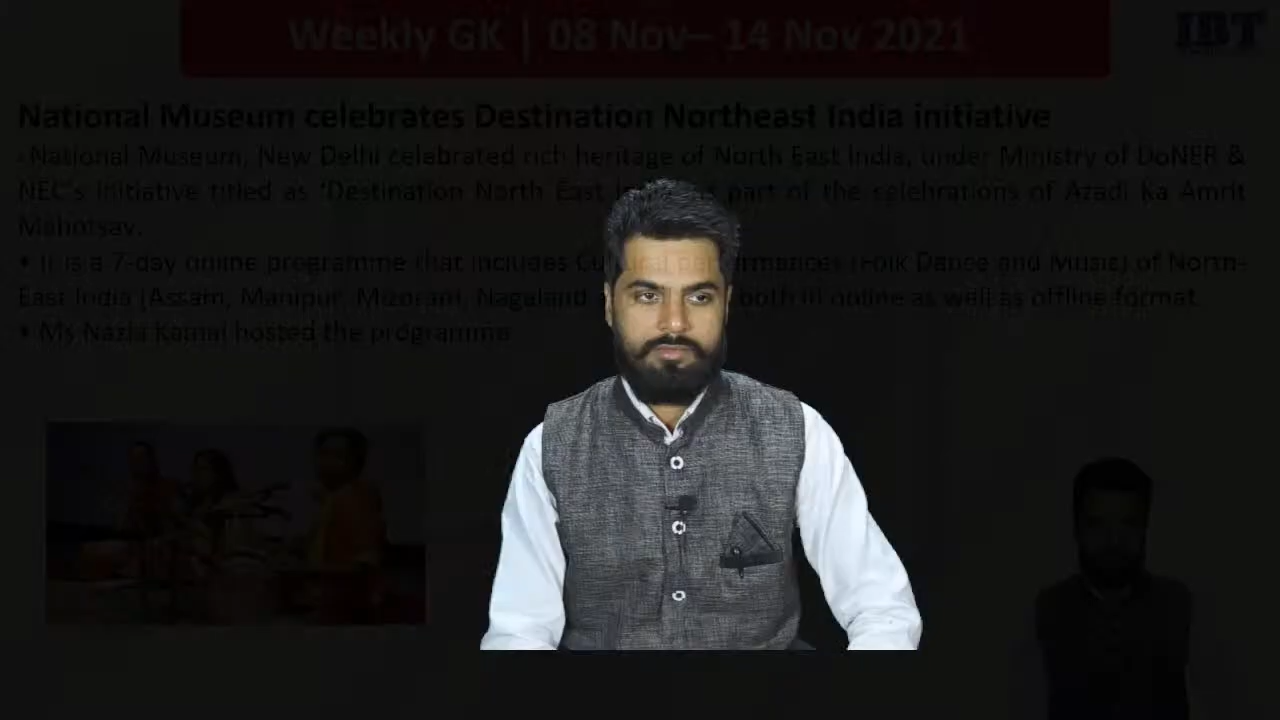 Weekly GK | 08 Nov– 14 Nov 2021
IBT
National Museum celebrates Destination Northeast India initiative
National Museum, New Delhi celebrated rich heritage of North East India, under Ministry of DoNER &
NEC's initiative titled as 'Destination North East as part of the celebrations of Azadi ka Amrit
Mahotsav.
• It is a 7-day online programme that includes performances (Folk Dance and Music) of North-
East India (Assam, Manipur, Mizoram, Nagaland both in online as well as offline format.
• Ms Nazia Kamal hosted the programme